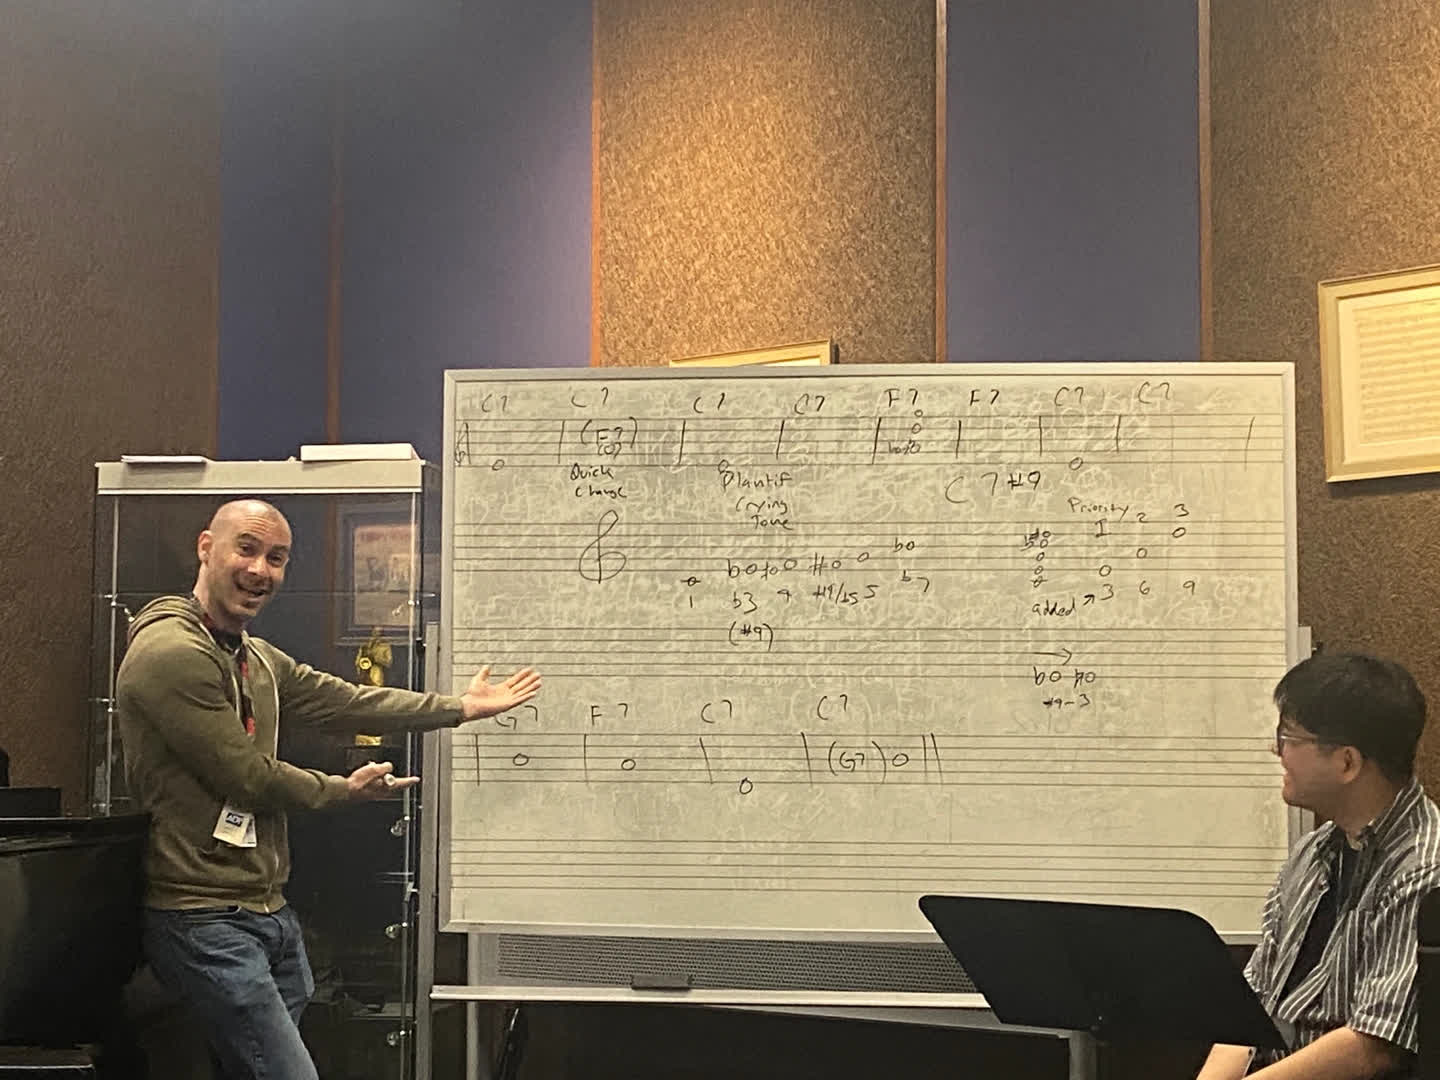 C7 C7 C7 C7 F7 F7 C7 C7
(F7)
Quick
Change
Plantif
Crying
Tone
C7#9
Priority
1 2 3
1 b3 4 #4/b5 5 b7
(#9)
added 3 6 9
#9-3
G7 F7 C7 C7
(G7)